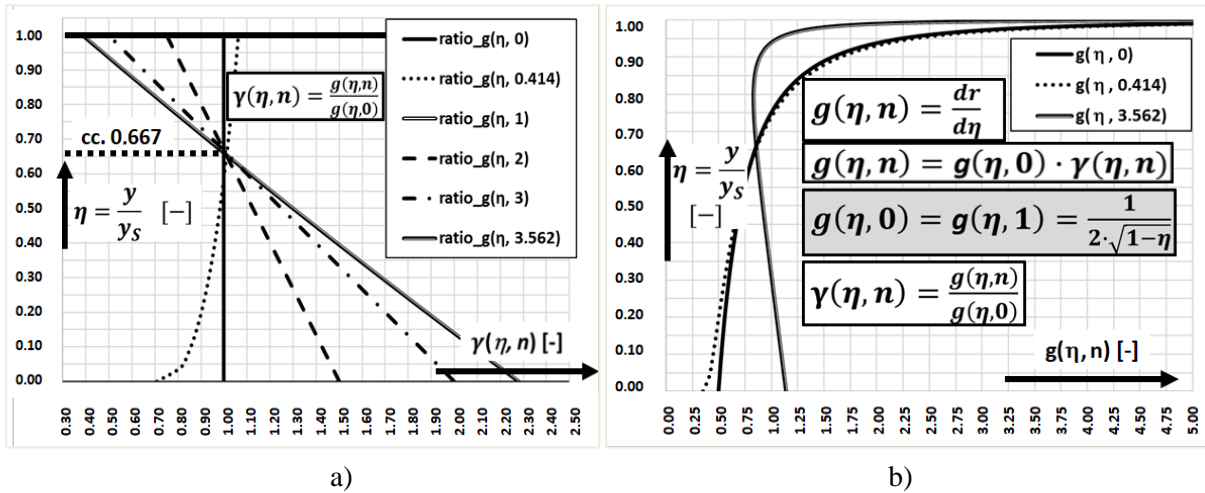 1.00
0.90
0.80
0.70
0.60
0.50
0.40
0.30
0.20
0.10
0.00
cc. 0.667
η = y/y_S [−]
γ(η, n) = g(η,n)/g(η,0)
ratio_g(η, 0)
ratio_g(η, 0.414)
ratio_g(η, 1)
ratio_g(η, 2)
ratio_g(η, 3)
ratio_g(η, 3.562)
γ(η, n) [-]
0.30 0.40 0.50 0.60 0.70 0.80 0.90 1.00 1.10 1.20 1.30 1.40 1.50 1.60 1.70 1.80 1.90 2.00 2.10 2.20 2.30 2.40 2.50
a)
1.00
0.90
0.80
0.70
0.60
0.50
0.40
0.30
0.20
0.10
0.00
η = y/y_S
[−]
g(η , 0)
g(η , 0.414)
g(η , 3.562)
g(η, n) = dr/dη
g(η, n) = g(η, 0) · γ(η, n)
g(η, 0) = g(η, 1) = 1/(2·√(1−η))
γ(η, n) = g(η,n)/g(η,0)
g(η, n) [-]
0.00 0.25 0.50 0.75 1.00 1.25 1.50 1.75 2.00 2.25 2.50 2.75 3.00 3.25 3.50 3.75 4.00 4.25 4.50 4.75 5.00
b)